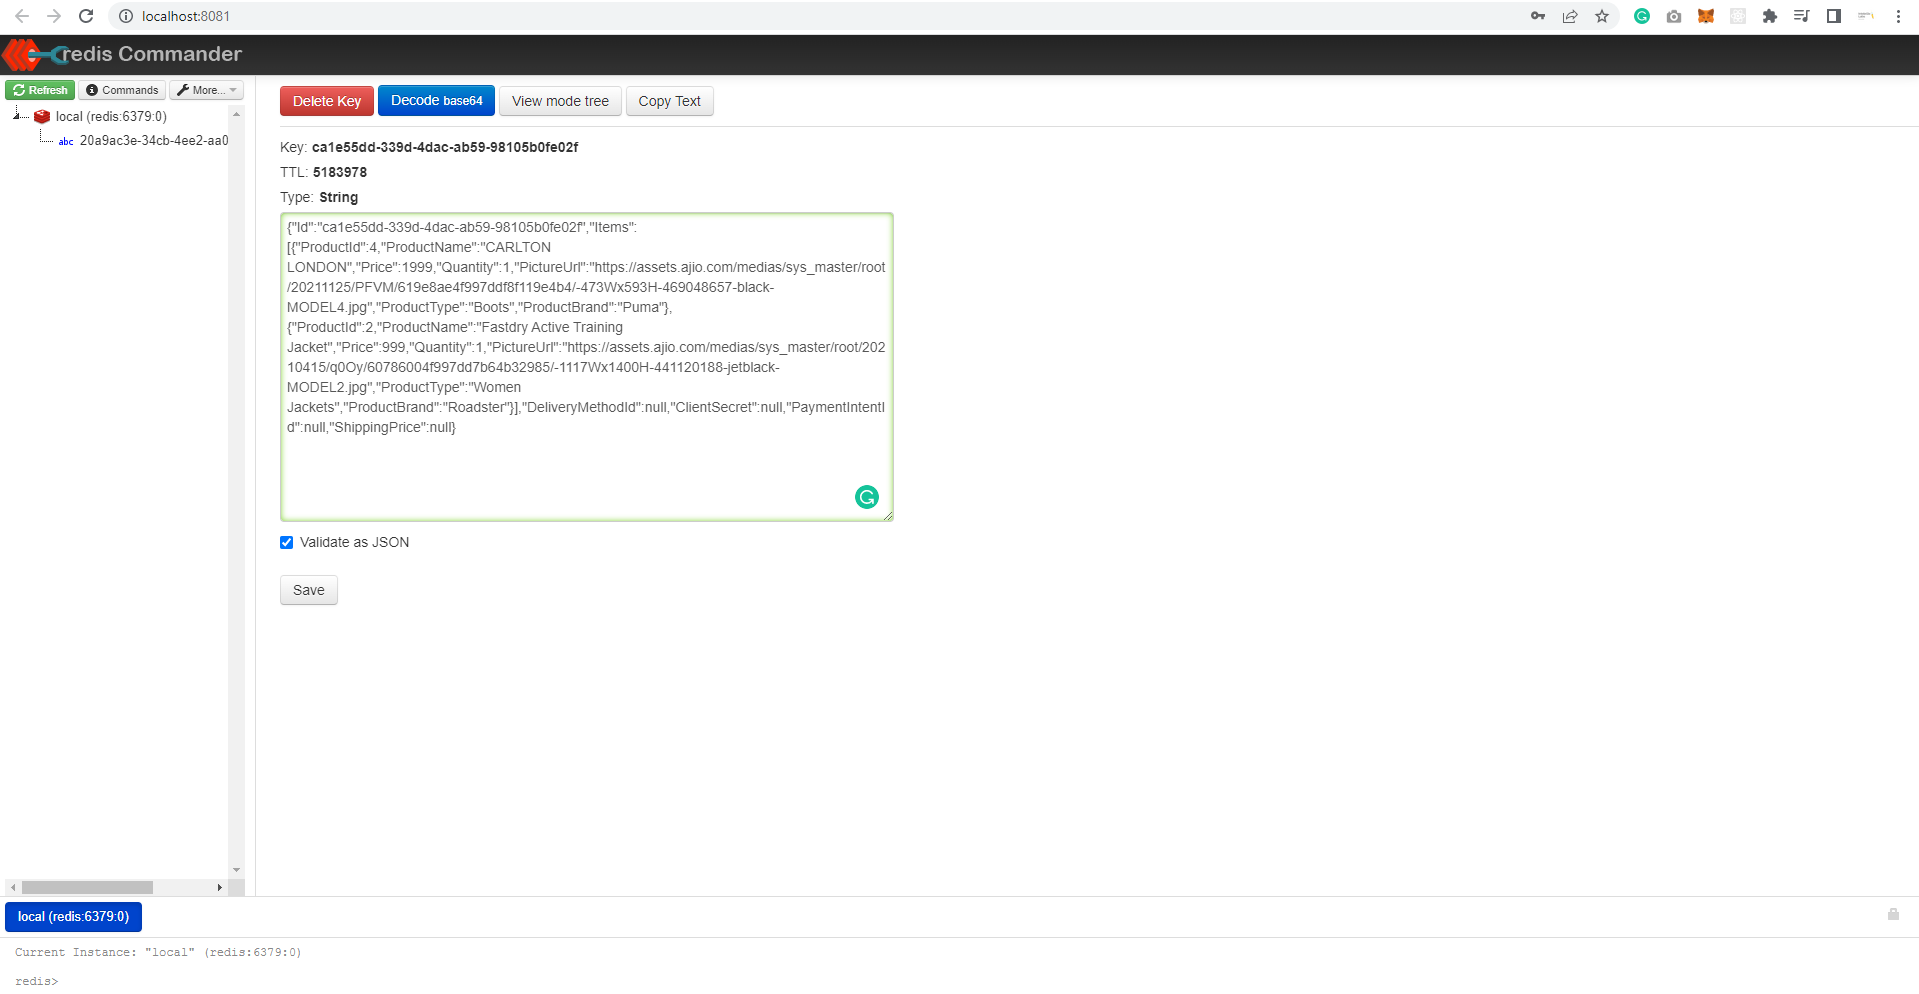 localhost:8081
redis Commander
Refresh Commands More...
local (redis:6379:0)
abc 20a9ac3e-34cb-4ee2-aa0
Delete Key Decode base64 View mode tree Copy Text
Key: ca1e55dd-339d-4dac-ab59-98105b0fe02f
TTL: 5183978
Type: String
{"Id":"ca1e55dd-339d-4dac-ab59-98105b0fe02f","Items":
[{"ProductId":4,"ProductName":"CARLTON
LONDON","Price":1999,"Quantity":1,"PictureUrl":"https://assets.ajio.com/medias/sys_master/root
/20211125/PFVM/619e8ae4f997ddf8f119e4b4/-473Wx593H-469048657-black-
MODEL4.jpg","ProductType":"Boots","ProductBrand":"Puma"},
{"ProductId":2,"ProductName":"Fastdry Active Training
Jacket","Price":999,"Quantity":1,"PictureUrl":"https://assets.ajio.com/medias/sys_master/root/202
10415/q0Oy/60786004f997dd7b64b32985/-1117Wx1400H-441120188-jetblack-
MODEL2.jpg","ProductType":"Women
Jackets","ProductBrand":"Roadster"}],"DeliveryMethodId":null,"ClientSecret":null,"PaymentIntentI
d":null,"ShippingPrice":null}
Validate as JSON
Save
local (redis:6379:0)
Current Instance: "local" (redis:6379:0)
redis>